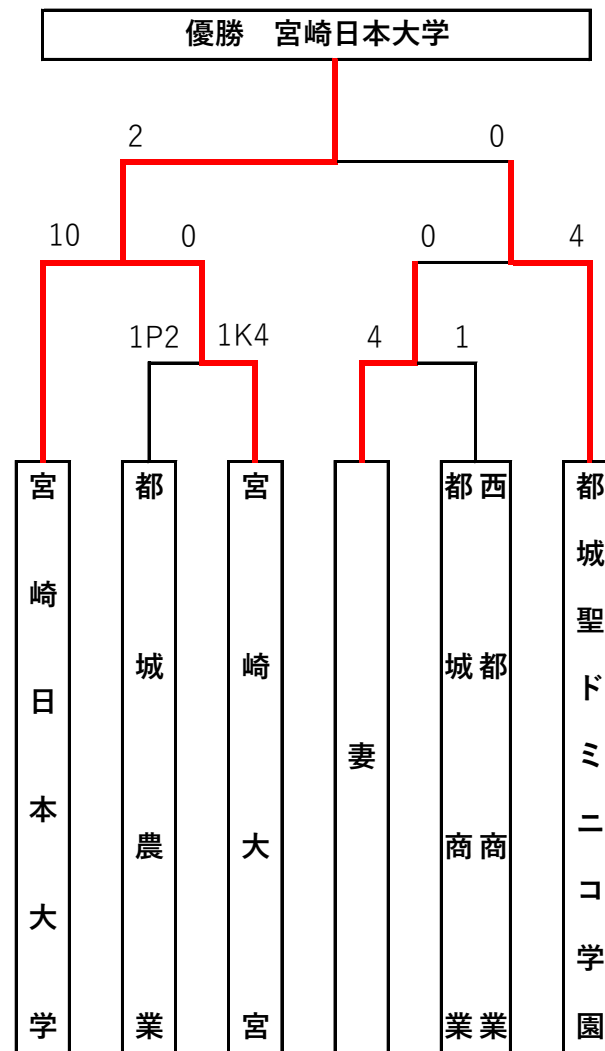 優勝　宮崎日本大学
2 0
10 0 0 4
1P2 1K4 4 1
宮崎日本大学
都城農業
宮崎大宮
妻
西都商業
都城商業
都城聖ドミニコ学園